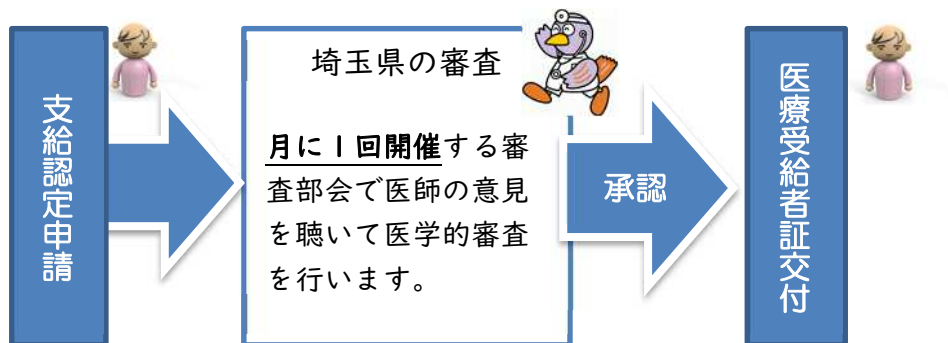 支給認定申請
埼玉県の審査
月に1回開催する審
査部会で医師の意見
を聴いて医学的審査
を行います。
承認
医療受給者証交付